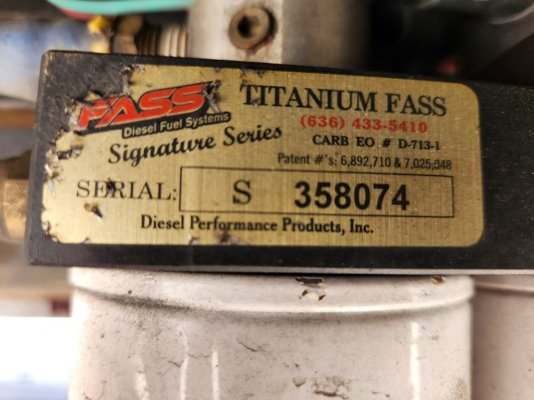 FASS
Diesel Fuel Systems
Signature Series
TITANIUM FASS
(636) 433-5410
CARB EO # D-713-1
Patent #'s: 6,892,710 & 7,025,048
SERIAL: S 358074
Diesel Performance Products, Inc.